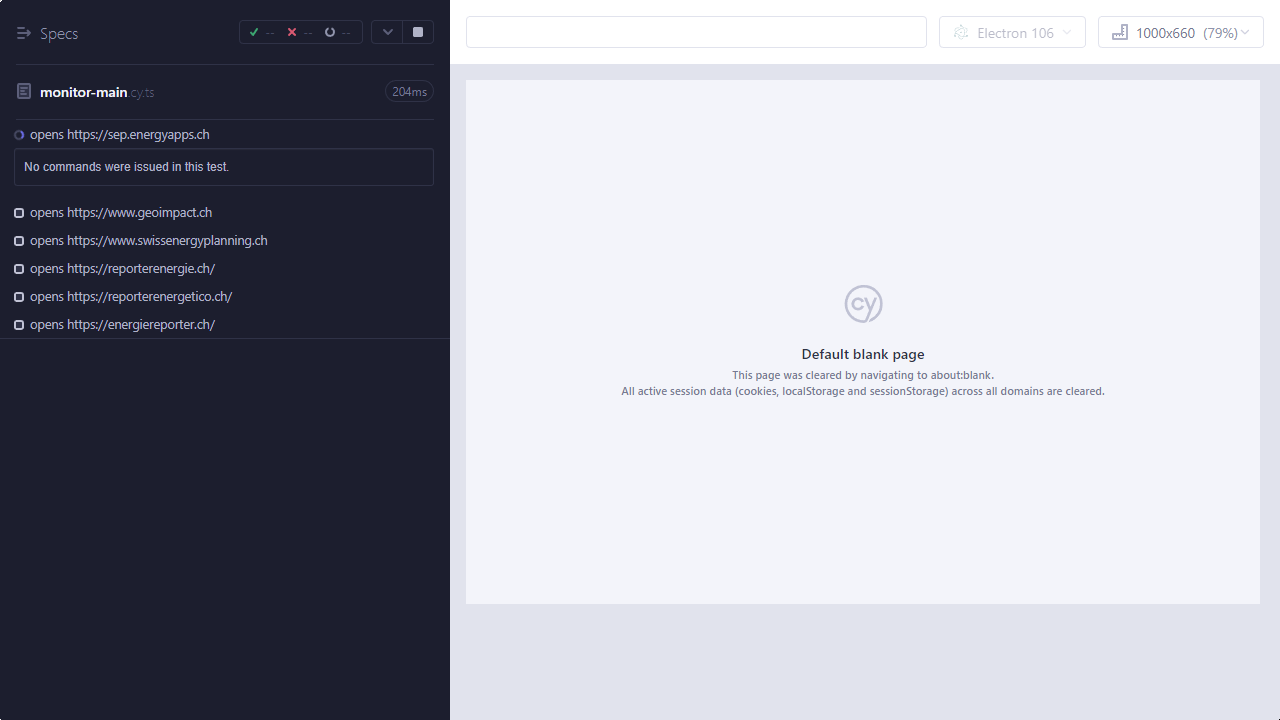 Specs
-- -- --
monitor-main.cy.ts
204ms
opens https://sep.energyapps.ch
No commands were issued in this test.
opens https://www.geoimpact.ch
opens https://www.swissenergyplanning.ch
opens https://reporterenergie.ch/
opens https://reporterenergetico.ch/
opens https://energiereporter.ch/
Electron 106
1000x660 (79%)
cy
Default blank page
This page was cleared by navigating to about:blank.
All active session data (cookies, localStorage and sessionStorage) across all domains are cleared.